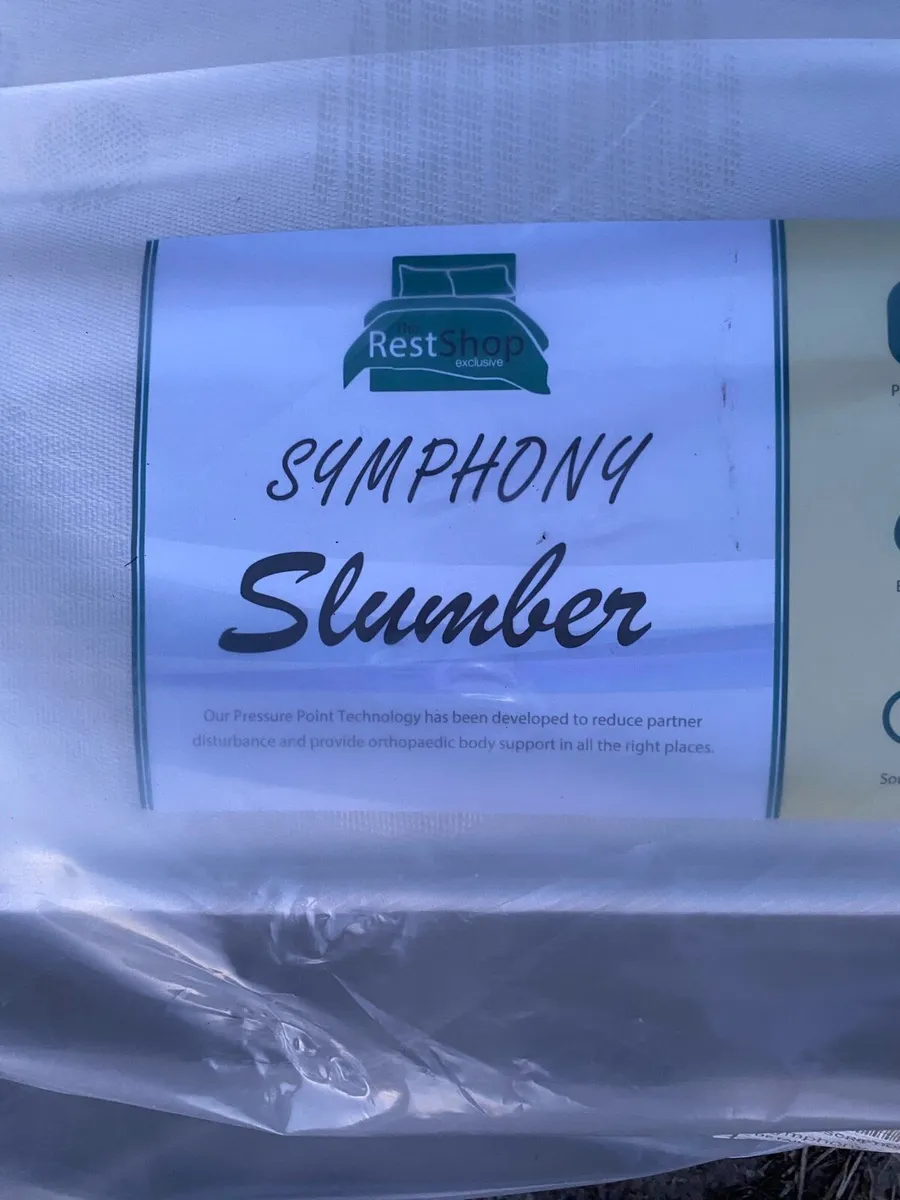 The
RestShop
exclusive
SYMPHONY
Slumber
Our Pressure Point Technology has been developed to reduce partner
disturbance and provide orthopaedic body support in all the right places.